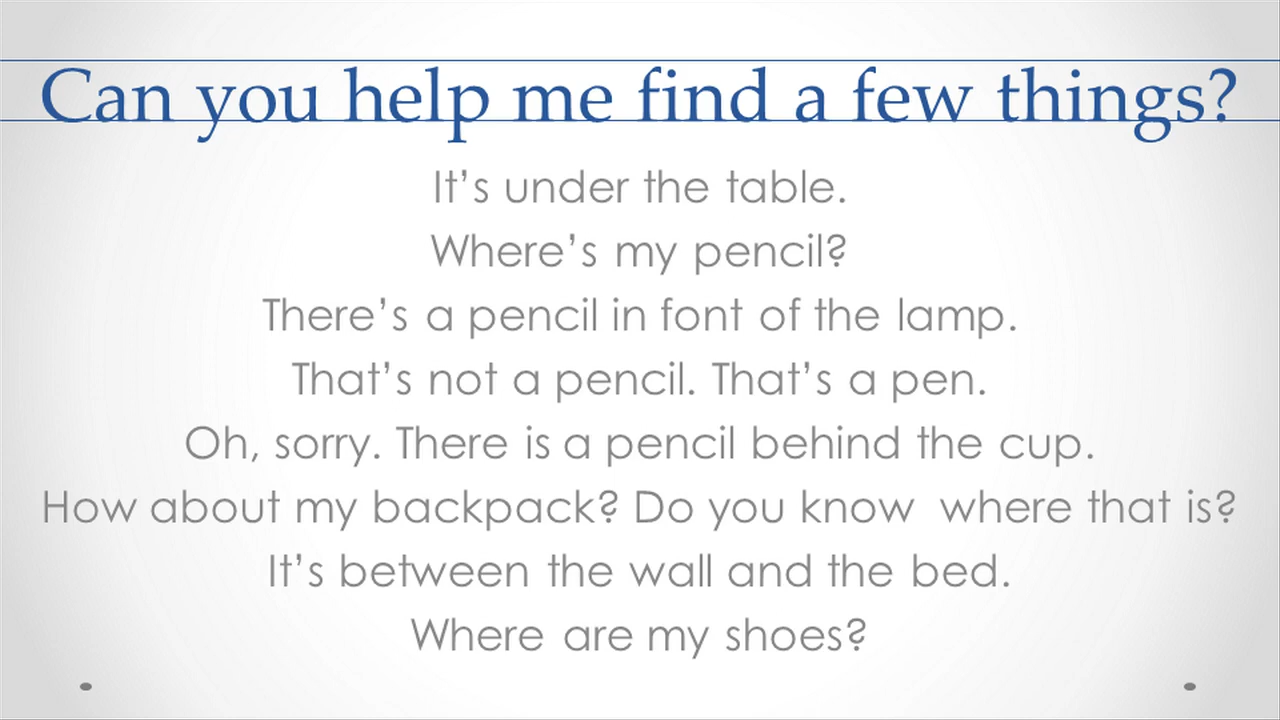 Can you help me find a few things?
It’s under the table.
Where’s my pencil?
There’s a pencil in font of the lamp.
That’s not a pencil. That’s a pen.
Oh, sorry. There is a pencil behind the cup.
How about my backpack? Do you know  where that is?
It’s between the wall and the bed.
Where are my shoes?